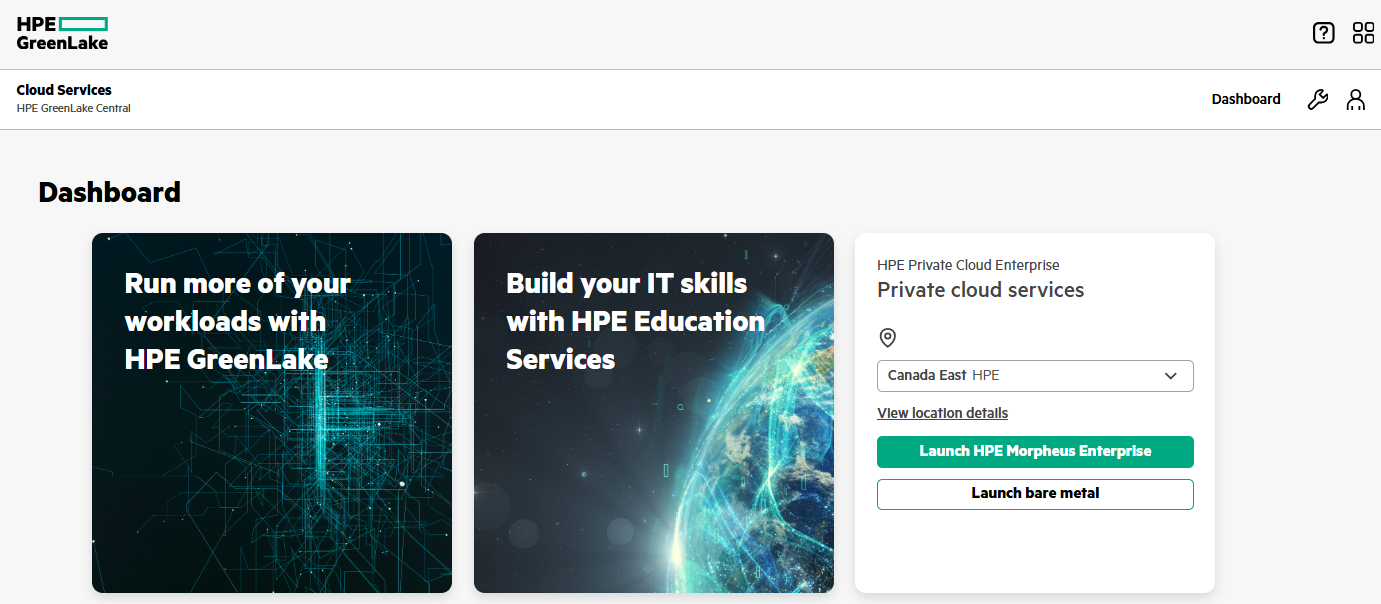 HPE
GreenLake
Cloud Services
HPE GreenLake Central
Dashboard
Dashboard
Run more of your
workloads with
HPE GreenLake
Build your IT skills
with HPE Education
Services
HPE Private Cloud Enterprise
Private cloud services
Canada East HPE
View location details
Launch HPE Morpheus Enterprise
Launch bare metal